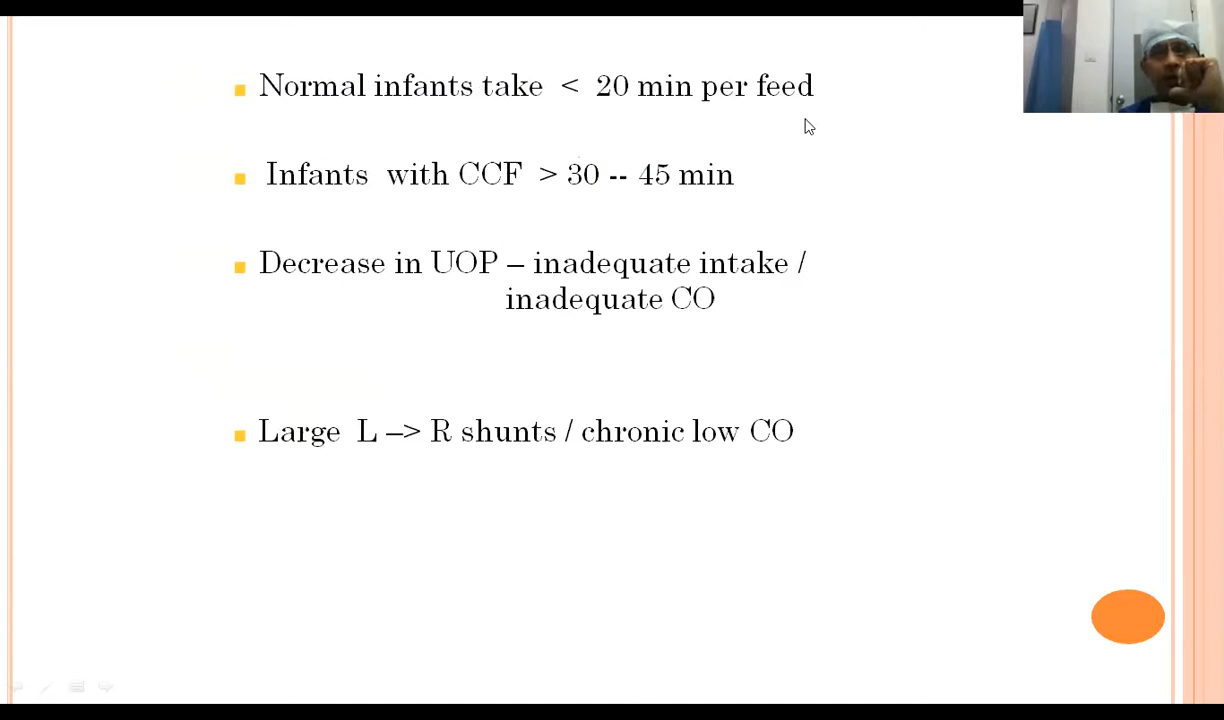 Normal infants take < 20 min per feed
Infants with CCF > 30 -- 45 min
Decrease in UOP – inadequate intake /
inadequate CO
Large L –> R shunts / chronic low CO